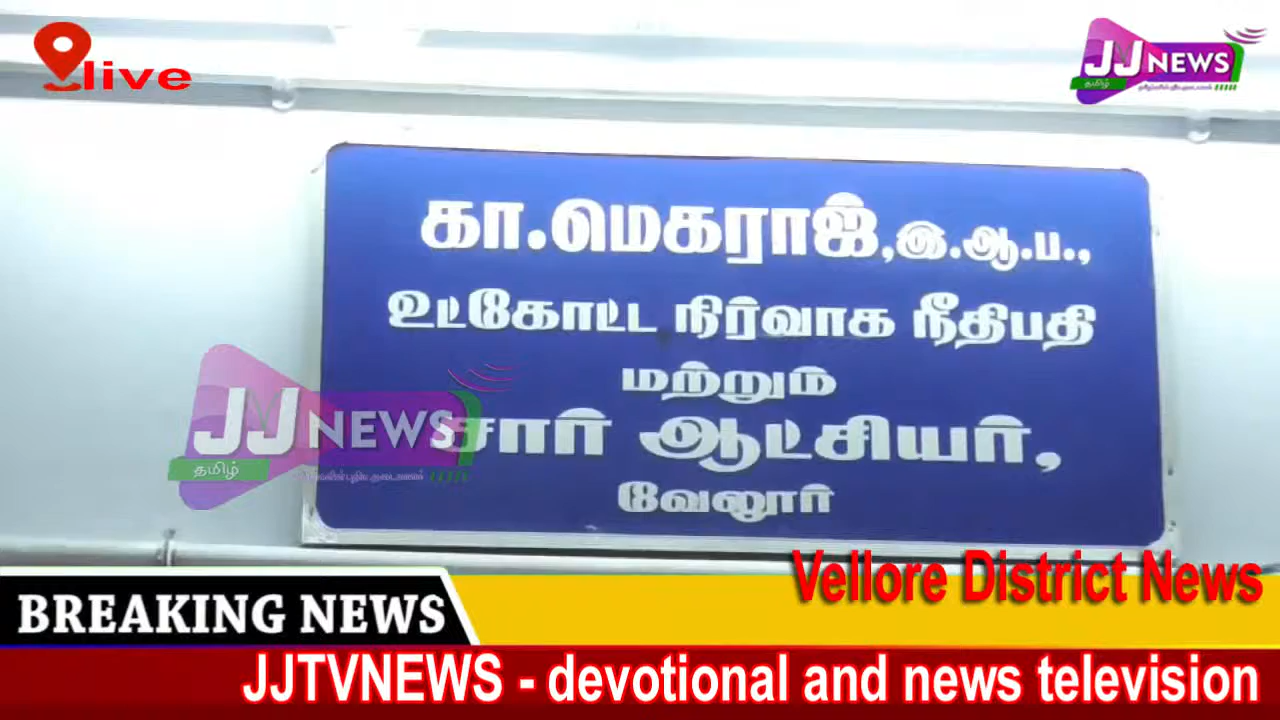 live
JJ NEWS
தமிழ்
கா.மெகராஜ்,இ.ஆ.ப.,
உட்கோட்ட நிர்வாக நீதிபதி
மற்றும்
சார் ஆட்சியர்,
வேலூர்
JJ NEWS
தமிழ்
Vellore District News
BREAKING NEWS
JJTVNEWS - devotional and news television